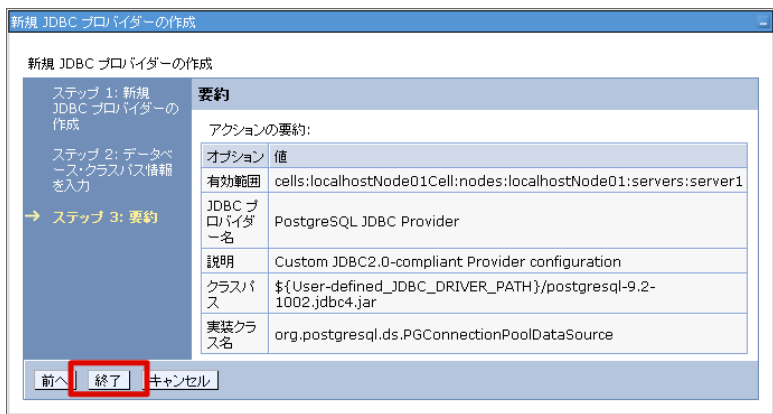 新規 JDBC プロバイダーの作成
新規 JDBC プロバイダーの作成
ステップ 1: 新規
JDBC プロバイダーの
作成
ステップ 2: データベ
ース・クラスパス情報
を入力
ステップ 3: 要約
要約
アクションの要約:
オプション 値
有効範囲 cells:localhostNode01Cell:nodes:localhostNode01:servers:server1
JDBC プ
ロバイダ
ー名
PostgreSQL JDBC Provider
説明 Custom JDBC2.0-compliant Provider configuration
クラスパ
ス
${User-defined_JDBC_DRIVER_PATH}/postgresql-9.2-
1002.jdbc4.jar
実装クラ
ス名
org.postgresql.ds.PGConnectionPoolDataSource
前へ 終了 キャンセル